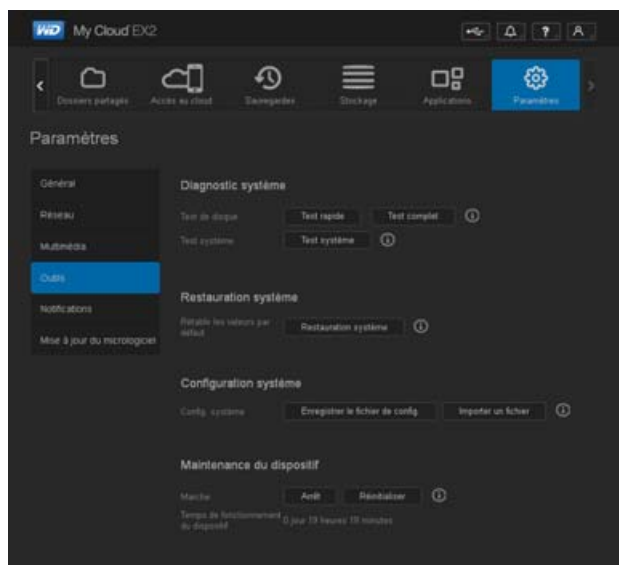 WD My Cloud EX2
?
Dossiers partagés Accès au cloud Sauvegardes Stockage Applications Paramètres
Paramètres
Général
Réseau
Multimédia
Outils
Notifications
Mise à jour du micrologiciel
Diagnostic système
Test de disque Test rapide Test complet
Test système Test système
Restauration système
Rétablir les valeurs par
défaut Restauration système
Configuration système
Config. système Enregistrer le fichier de config. Importer un fichier
Maintenance du dispositif
Marche Arrêt Réinitialiser
Temps de fonctionnement
du dispositif 0 jour 19 heures 19 minutes